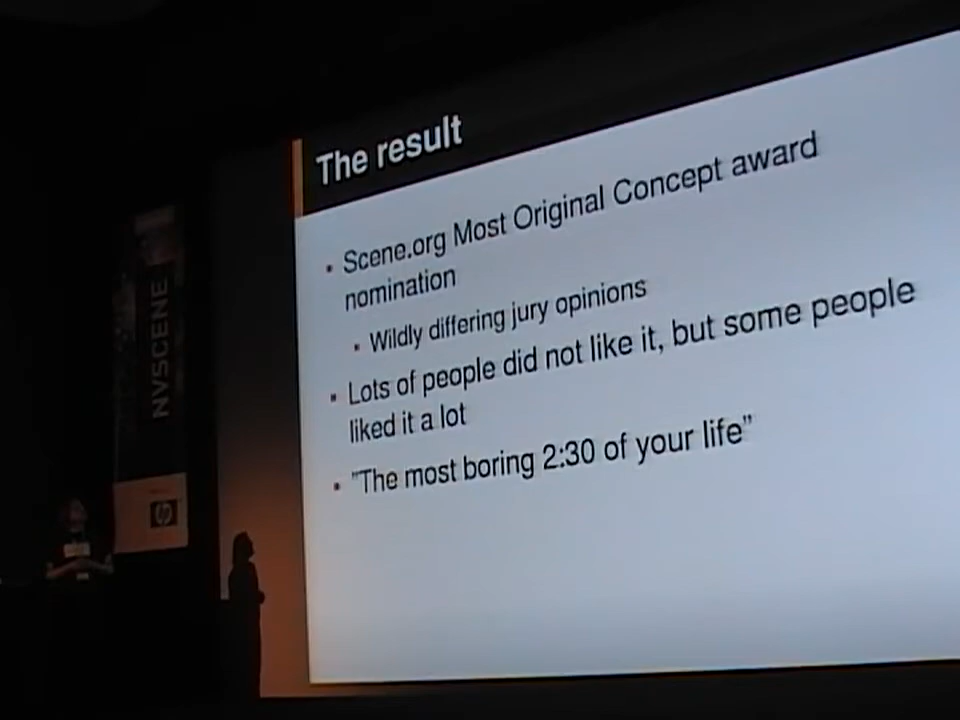 The result
• Scene.org Most Original Concept award
nomination
• Wildly differing jury opinions
• Lots of people did not like it, but some people
liked it a lot
• "The most boring 2:30 of your life"
NVSCENE
hp